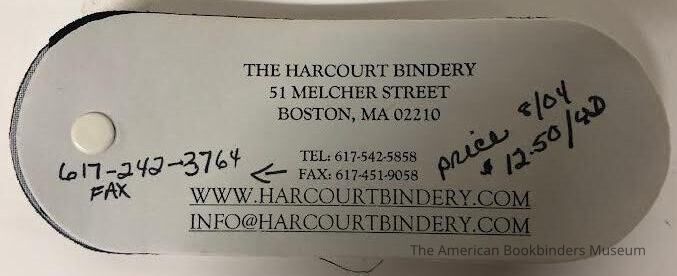 THE HARCOURT BINDERY
51 MELCHER STREET
BOSTON, MA 02210
TEL: 617-542-5858
FAX: 617-451-9058
WWW.HARCOURTBINDERY.COM
INFO@HARCOURTBINDERY.COM
617-242-3764
FAX
price 8/04
$12.50/YD
The American Bookbinders Museum